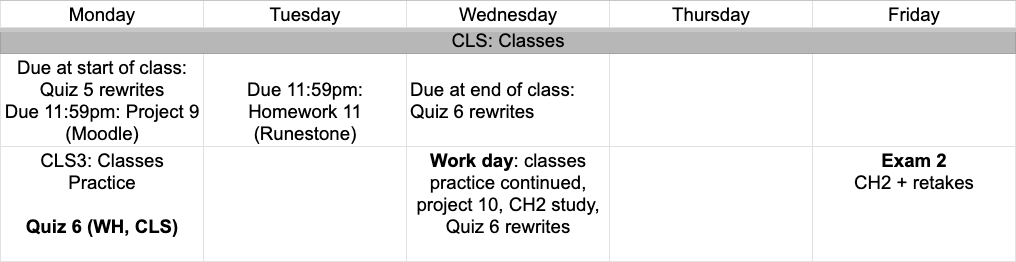 Monday Tuesday Wednesday Thursday Friday
CLS: Classes
Due at start of class:
Quiz 5 rewrites
Due 11:59pm: Project 9
(Moodle)
Due 11:59pm:
Homework 11
(Runestone)
Due at end of class:
Quiz 6 rewrites
CLS3: Classes
Practice
Quiz 6 (WH, CLS)
Work day: classes
practice continued,
project 10, CH2 study,
Quiz 6 rewrites
Exam 2
CH2 + retakes